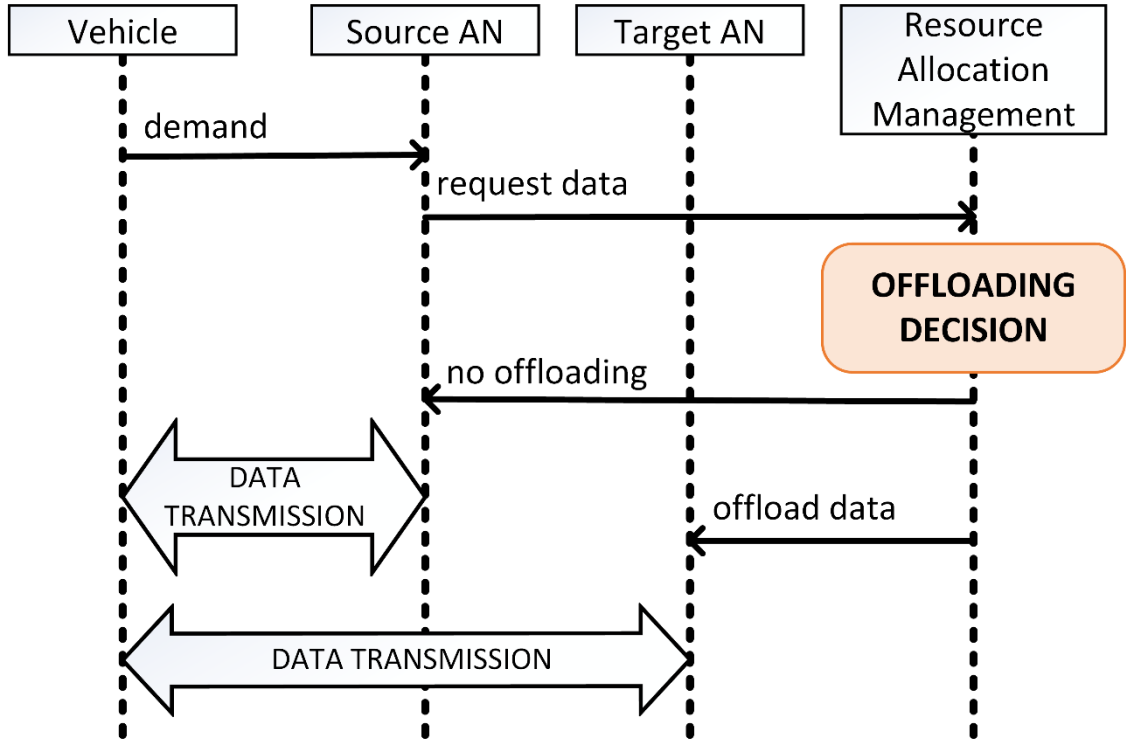 Vehicle
Source AN
Target AN
Resource
Allocation
Management
demand
request data
OFFLOADING
DECISION
no offloading
DATA
TRANSMISSION
offload data
DATA TRANSMISSION